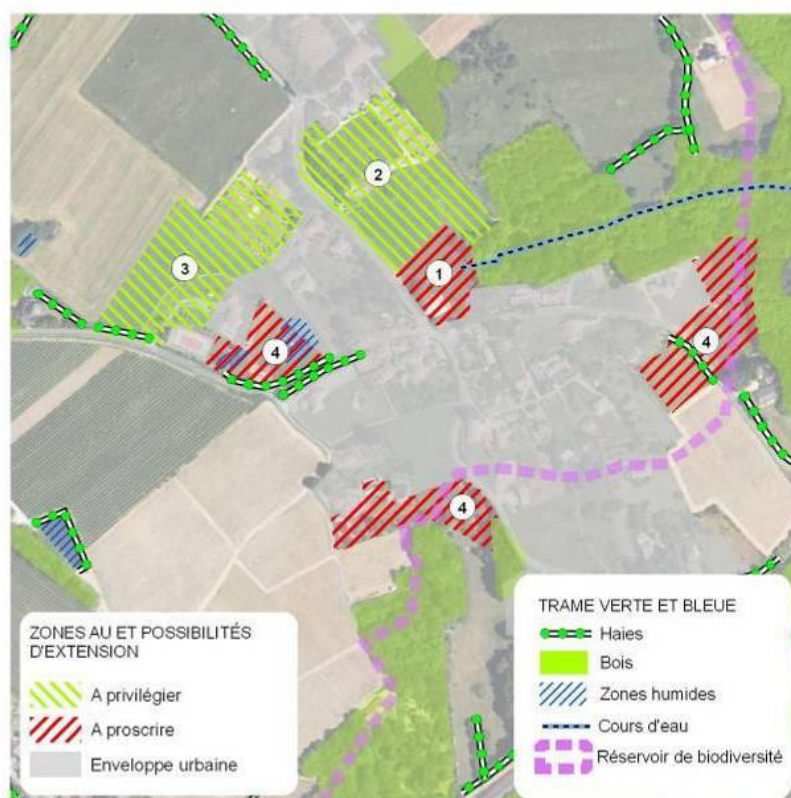 2
1
3
4
4
4
ZONES AU ET POSSIBILITÉS
D'EXTENSION
A privilégier
A proscrire
Enveloppe urbaine
TRAME VERTE ET BLEUE
Haies
Bois
Zones humides
Cours d'eau
Réservoir de biodiversité